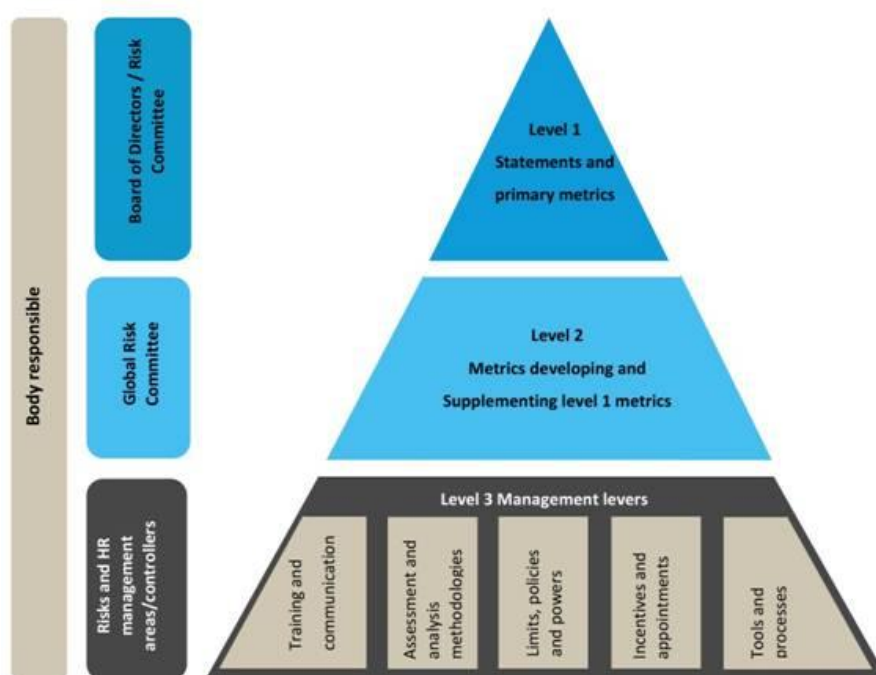 Body responsible
Board of Directors / Risk
Committee
Level 1
Statements and
primary metrics
Global Risk
Committee
Level 2
Metrics developing and
Supplementing level 1 metrics
Risks and HR
management
areas/controllers
Level 3 Management levers
Training and
communication
Assessment and
analysis
methodologies
Limits, policies
and powers
Incentives and
appointments
Tools and
processes